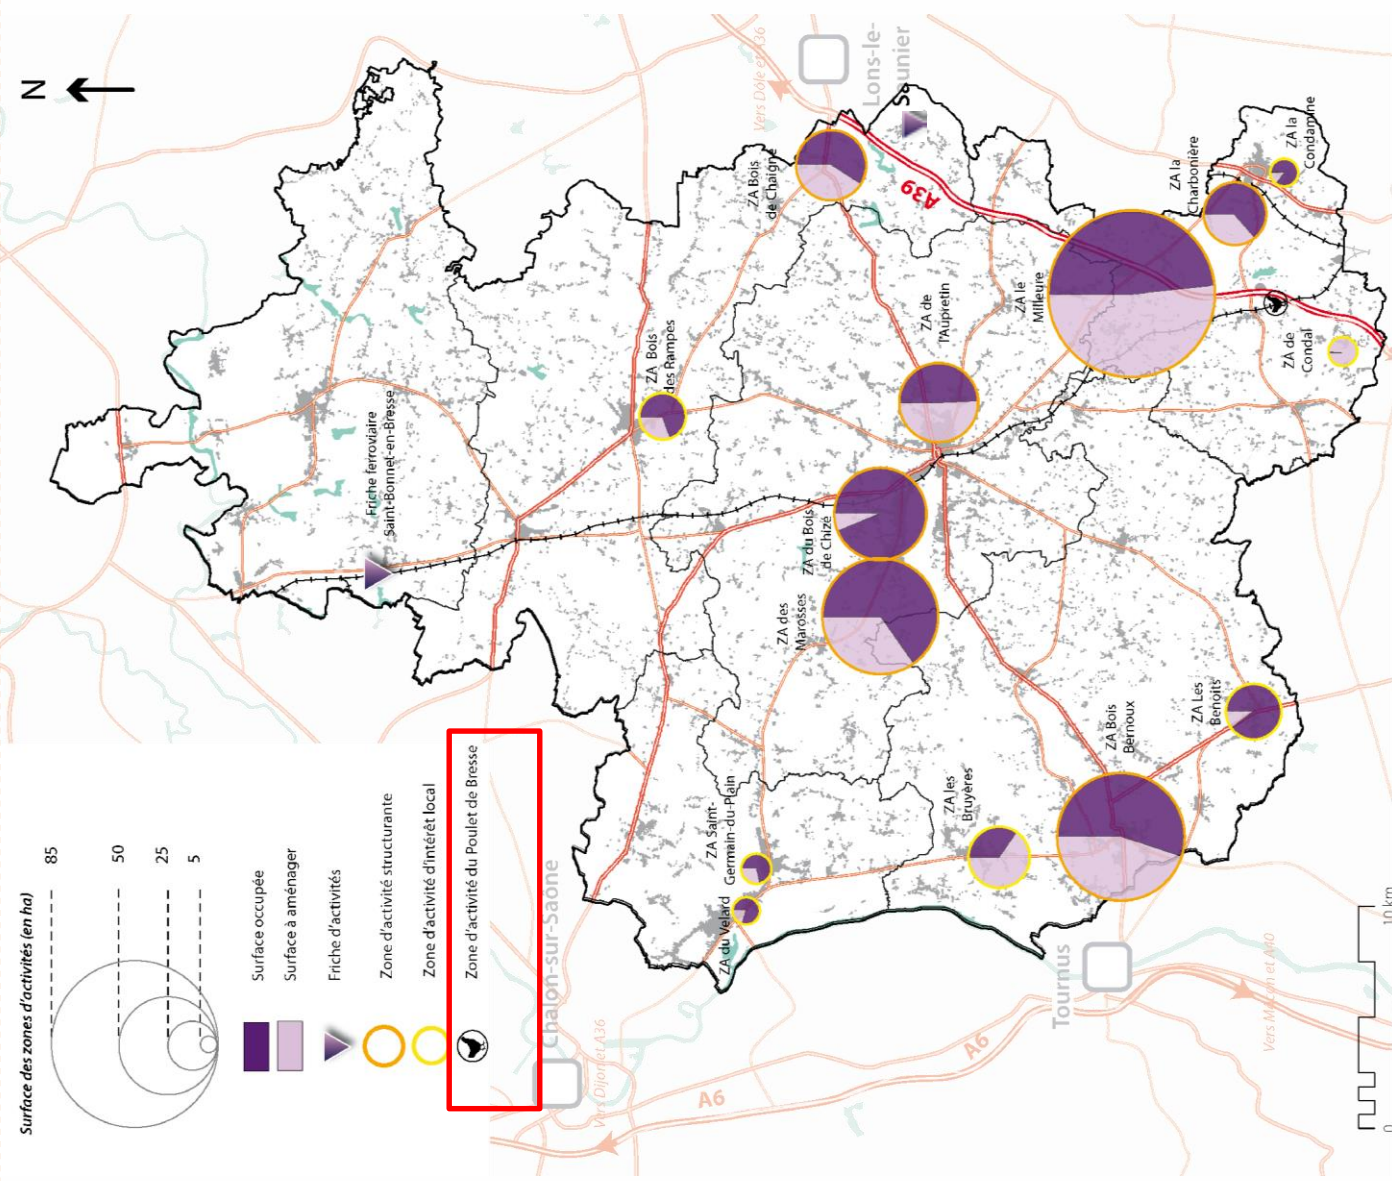 N
Surface des zones d'activités (en ha)
85
50
25
5
Surface occupée
Surface à aménager
Friche d'activités
Zone d'activité structurante
Zone d'activité d'intérêt local
Zone d'activité du Poulet de Bresse
Friche ferroviaire
Saint-Bonnet-en-Bresse
ZA Bois
des Rampes
ZA Bois
de Chaigne
Vers Dôle et A36
Lons-le-
Saunier
A39
ZA de
l'Aupretin
ZA le
Milleure
ZA la
Charbonière
ZA la
Condamine
ZA de
Condal
ZA du Bois
de Chize
ZA des
Marosses
ZA Saint-
Germain-du-Plain
ZA du Velard
ZA les
Bruyères
ZA Bois
Bernoux
ZA Les
Benoits
Chalon-sur-Saone
Vers Dijon et A36
A6
A6
Tournus
Vers Macon et A40
0
10 km